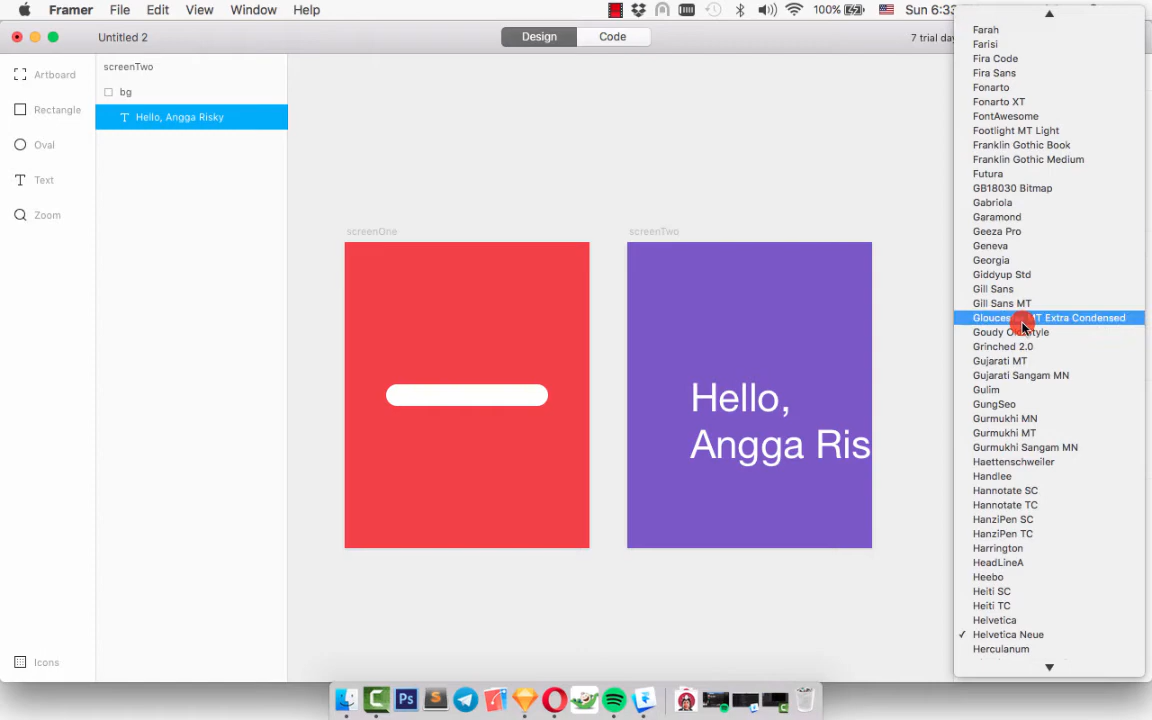 Framer File Edit View Window Help
100%
Sun 6:33
Untitled 2
Design Code
7 trial day
Artboard
Rectangle
Oval
Text
Zoom
Icons
screenTwo
bg
T Hello, Angga Risky
screenOne
screenTwo
Hello,
Angga Ris
Farah
Farisi
Fira Code
Fira Sans
Fonarto
Fonarto XT
FontAwesome
Footlight MT Light
Franklin Gothic Book
Franklin Gothic Medium
Futura
GB18030 Bitmap
Gabriola
Garamond
Geeza Pro
Geneva
Georgia
Giddyup Std
Gill Sans
Gill Sans MT
MT Extra Condensed
Goudy Old Style
Grinched 2.0
Gujarati MT
Gujarati Sangam MN
Gulim
GungSeo
Gurmukhi MN
Gurmukhi MT
Gurmukhi Sangam MN
Haettenschweiler
Handlee
Hannotate SC
Hannotate TC
HanziPen SC
HanziPen TC
Harrington
HeadLineA
Heebo
Heiti SC
Heiti TC
Helvetica
✓ Helvetica Neue
Herculanum
Ps
S